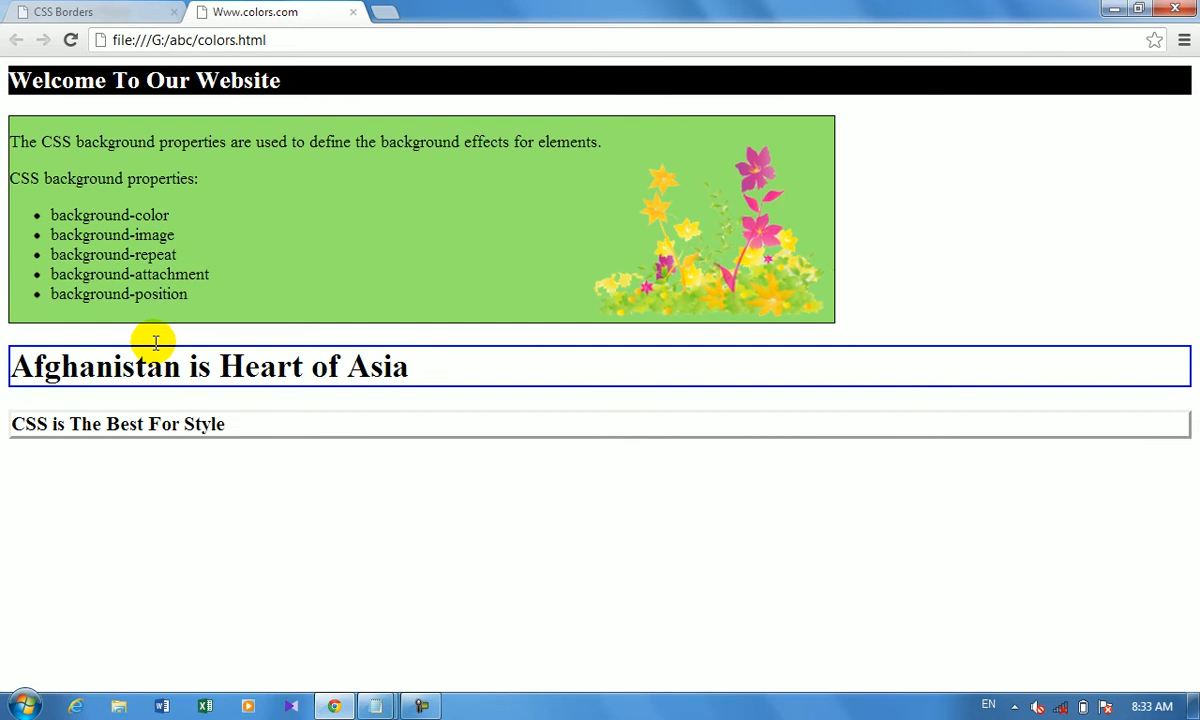 CSS Borders
Www.colors.com
file:///G:/abc/colors.html
Welcome To Our Website
The CSS background properties are used to define the background effects for elements.
CSS background properties:
• background-color
• background-image
• background-repeat
• background-attachment
• background-position
Afghanistan is Heart of Asia
CSS is The Best For Style
EN
8:33 AM